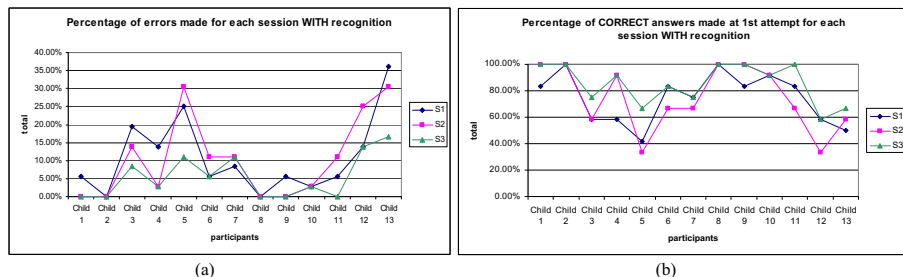 Percentage of errors made for each session WITH recognition
40.00%
35.00%
30.00%
25.00%
20.00%
15.00%
10.00%
5.00%
0.00%
total
Child 1
Child 2
Child 3
Child 4
Child 5
Child 6
Child 7
Child 8
Child 9
Child 10
Child 11
Child 12
Child 13
participants
S1
S2
S3
(a)
Percentage of CORRECT answers made at 1st attempt for each
session WITH recognition
100.00%
80.00%
60.00%
40.00%
20.00%
0.00%
total
Child 1
Child 2
Child 3
Child 4
Child 5
Child 6
Child 7
Child 8
Child 9
Child 10
Child 11
Child 12
Child 13
participants
S1
S2
S3
(b)